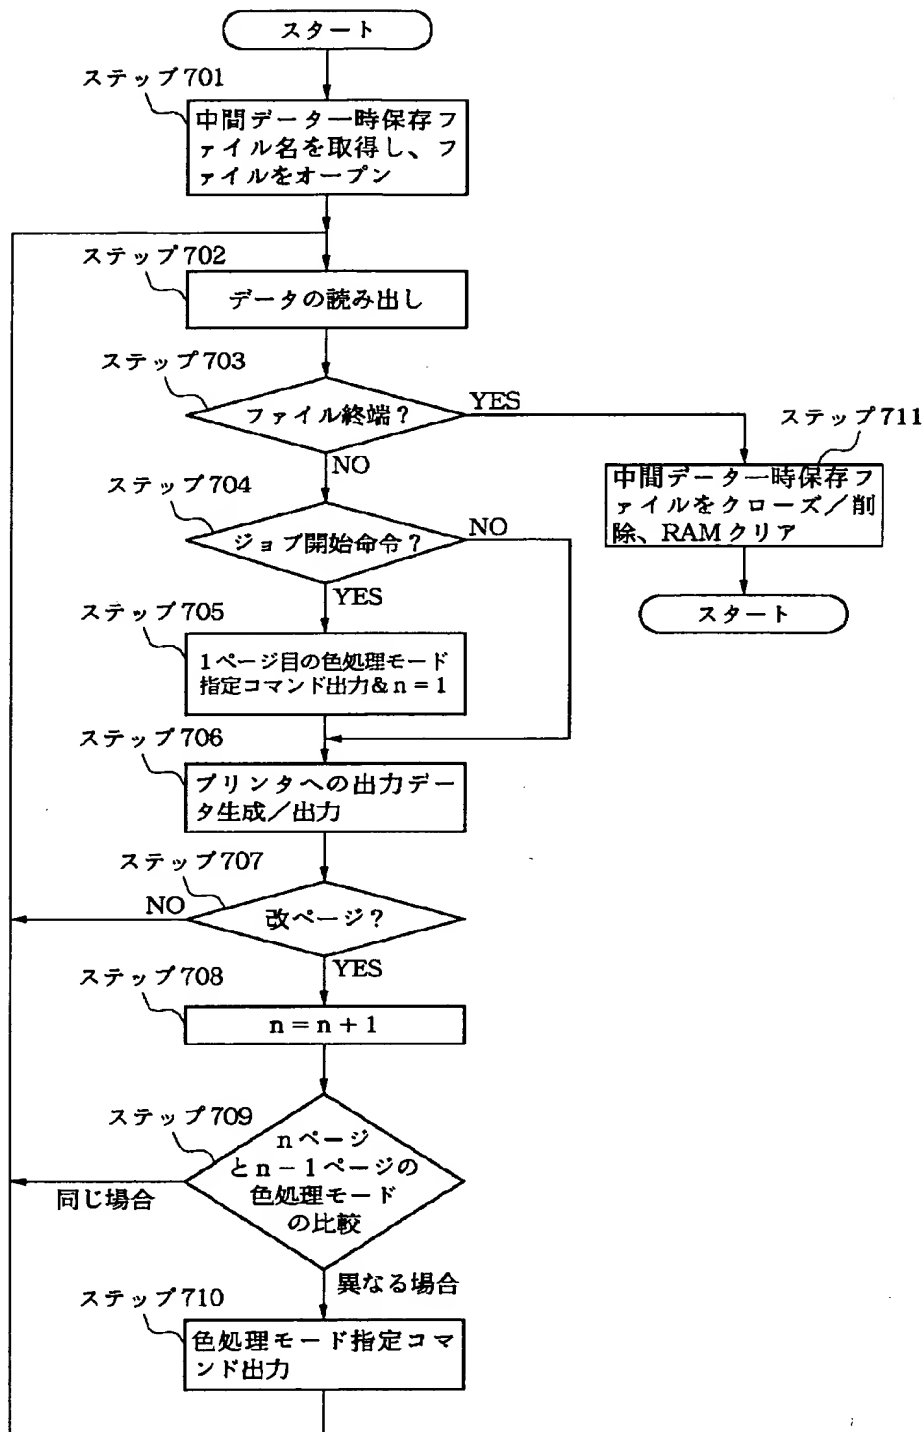 スタート
ステップ701
中間データ一時保存フ
ァイル名を取得し、フ
ァイルをオープン
ステップ702
データの読み出し
ステップ703
ファイル終端?
YES
NO
ステップ711
中間データ一時保存フ
ァイルをクローズ/削
除、RAMクリア
スタート
ステップ704
ジョブ開始命令?
NO
YES
ステップ705
1ページ目の色処理モード
指定コマンド出力&n=1
ステップ706
プリンタへの出力デー
タ生成/出力
ステップ707
改ページ?
NO
YES
ステップ708
n=n+1
ステップ709
nページ
とn-1ページの
色処理モード
の比較
同じ場合
異なる場合
ステップ710
色処理モード指定コマ
ンド出力